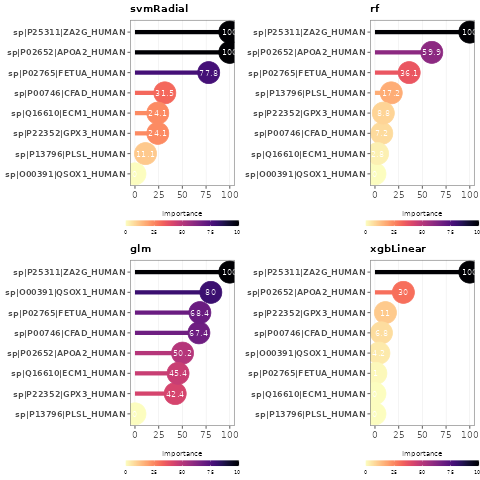 svmRadial
sp|P25311|ZA2G_HUMAN 100
sp|P02652|APOA2_HUMAN 100
sp|P02765|FETUA_HUMAN 77.8
sp|P00746|CFAD_HUMAN 31.5
sp|Q16610|ECM1_HUMAN 24.1
sp|P22352|GPX3_HUMAN 24.1
sp|P13796|PLSL_HUMAN 11.1
sp|O00391|QSOX1_HUMAN
0 25 50 75 100
importance
0 25 50 75 100
rf
sp|P25311|ZA2G_HUMAN 100
sp|P02652|APOA2_HUMAN 59.9
sp|P02765|FETUA_HUMAN 36.1
sp|P13796|PLSL_HUMAN 17.2
sp|P22352|GPX3_HUMAN 8.8
sp|P00746|CFAD_HUMAN 7.2
sp|Q16610|ECM1_HUMAN
sp|O00391|QSOX1_HUMAN
0 25 50 75 100
importance
0 25 50 75 100
glm
sp|P25311|ZA2G_HUMAN 100
sp|O00391|QSOX1_HUMAN 80
sp|P02765|FETUA_HUMAN 68.4
sp|P00746|CFAD_HUMAN 67.4
sp|P02652|APOA2_HUMAN 50.2
sp|Q16610|ECM1_HUMAN 45.4
sp|P22352|GPX3_HUMAN 42.4
sp|P13796|PLSL_HUMAN
0 25 50 75 100
importance
0 25 50 75 100
xgbLinear
sp|P25311|ZA2G_HUMAN 100
sp|P02652|APOA2_HUMAN 30
sp|P22352|GPX3_HUMAN 11
sp|P00746|CFAD_HUMAN 6.8
sp|O00391|QSOX1_HUMAN
sp|P02765|FETUA_HUMAN
sp|Q16610|ECM1_HUMAN
sp|P13796|PLSL_HUMAN
0 25 50 75 100
importance
0 25 50 75 100